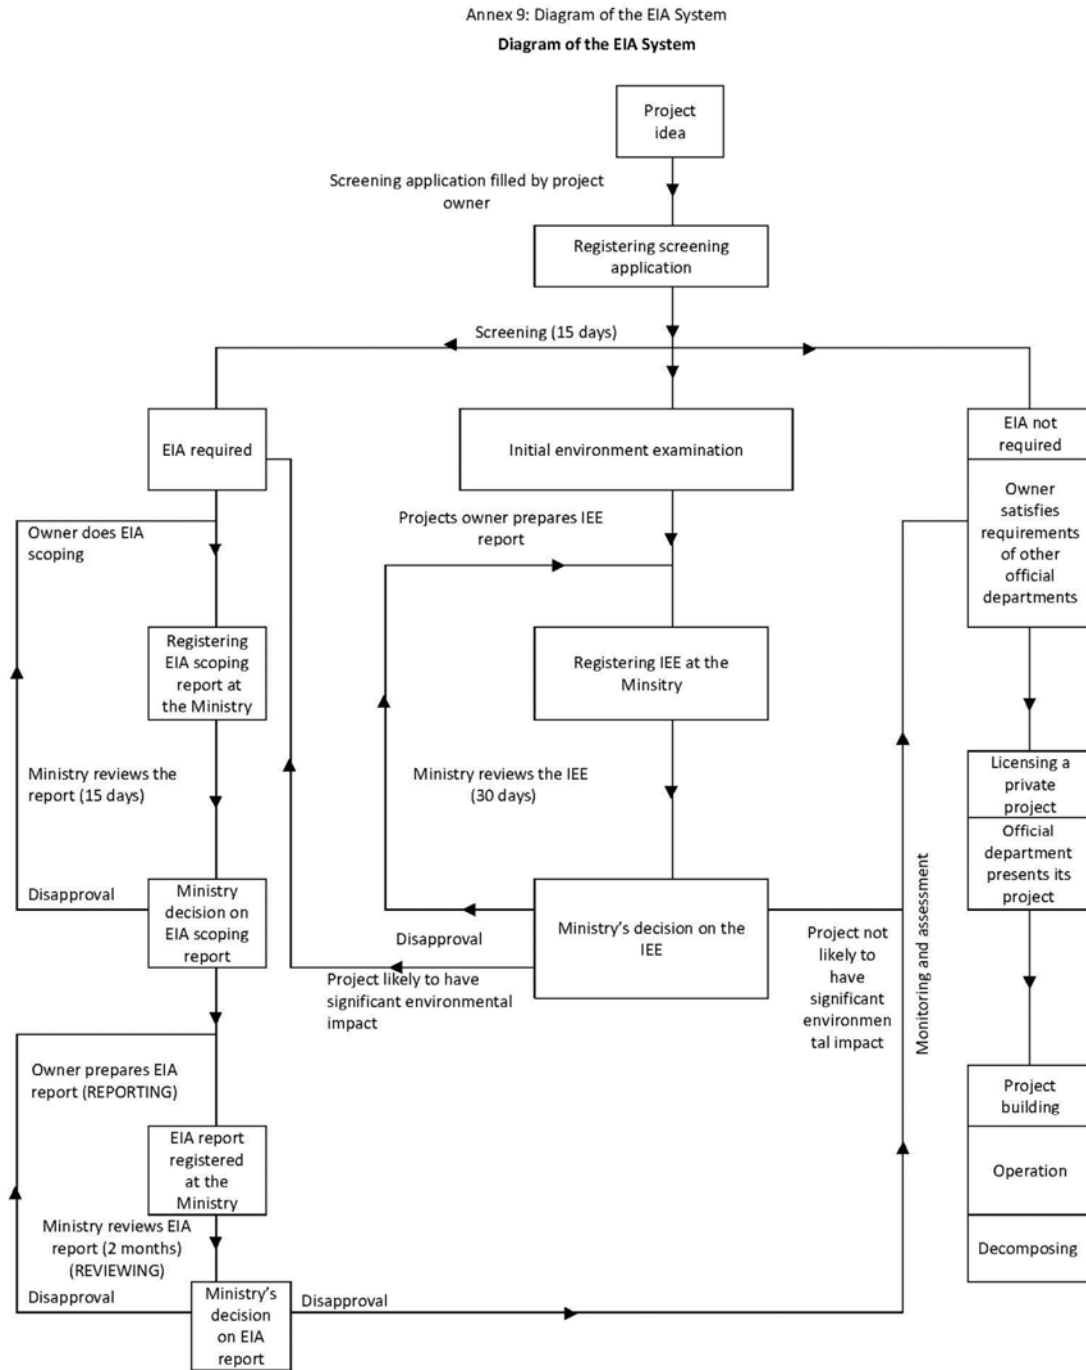 Annex 9: Diagram of the EIA System
Diagram of the EIA System
Project
idea
Screening application filled by project
owner
Registering screening
application
Screening (15 days)
EIA required
Initial environment examination
EIA not
required
Owner does EIA
scoping
Projects owner prepares IEE
report
Owner
satisfies
requirements
of other
official
departments
Registering
EIA scoping
report at
the Ministry
Registering IEE at the
Minsitry
Ministry reviews the
report (15 days)
Ministry reviews the IEE
(30 days)
Licensing a
private
project
Official
department
presents its
project
Disapproval
Ministry
decision on
EIA scoping
report
Disapproval
Ministry's decision on the
IEE
Project likely to have
significant environmental
impact
Project not
likely to
have
significant
environmen
tal impact
Monitoring and assessment
Owner prepares EIA
report (REPORTING)
EIA report
registered
at the
Ministry
Project
building
Operation
Decomposing
Ministry reviews EIA
report (2 months)
(REVIEWING)
Disapproval
Ministry's
decision
on EIA
report
Disapproval